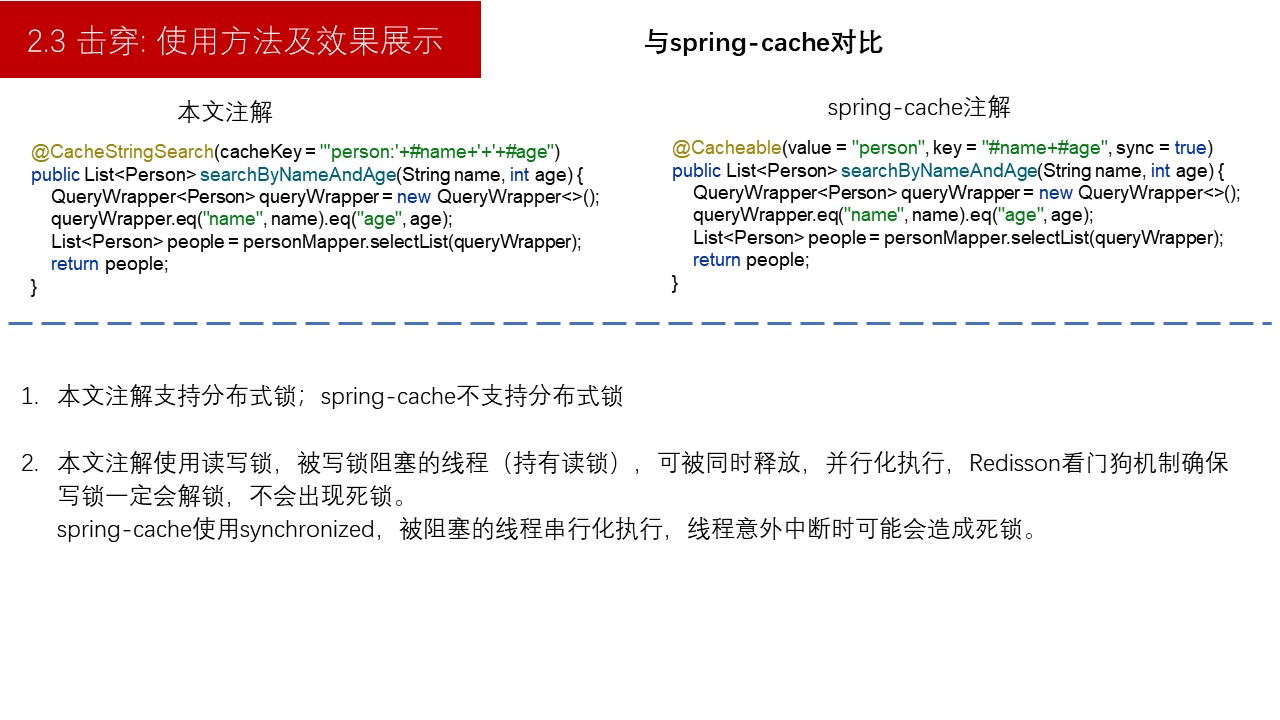 2.3 击穿: 使用方法及效果展示
与spring-cache对比
本文注解
@CacheStringSearch(cacheKey = "'person:'+#name+'+'+#age")
public List<Person> searchByNameAndAge(String name, int age) {
QueryWrapper<Person> queryWrapper = new QueryWrapper<>();
queryWrapper.eq("name", name).eq("age", age);
List<Person> people = personMapper.selectList(queryWrapper);
return people;
}
spring-cache注解
@Cacheable(value = "person", key = "#name+#age", sync = true)
public List<Person> searchByNameAndAge(String name, int age) {
QueryWrapper<Person> queryWrapper = new QueryWrapper<>();
queryWrapper.eq("name", name).eq("age", age);
List<Person> people = personMapper.selectList(queryWrapper);
return people;
}
1. 本文注解支持分布式锁；spring-cache不支持分布式锁
2. 本文注解使用读写锁，被写锁阻塞的线程（持有读锁），可被同时释放，并行化执行，Redisson看门狗机制确保
写锁一定会解锁，不会出现死锁。
spring-cache使用synchronized，被阻塞的线程串行化执行，线程意外中断时可能会造成死锁。